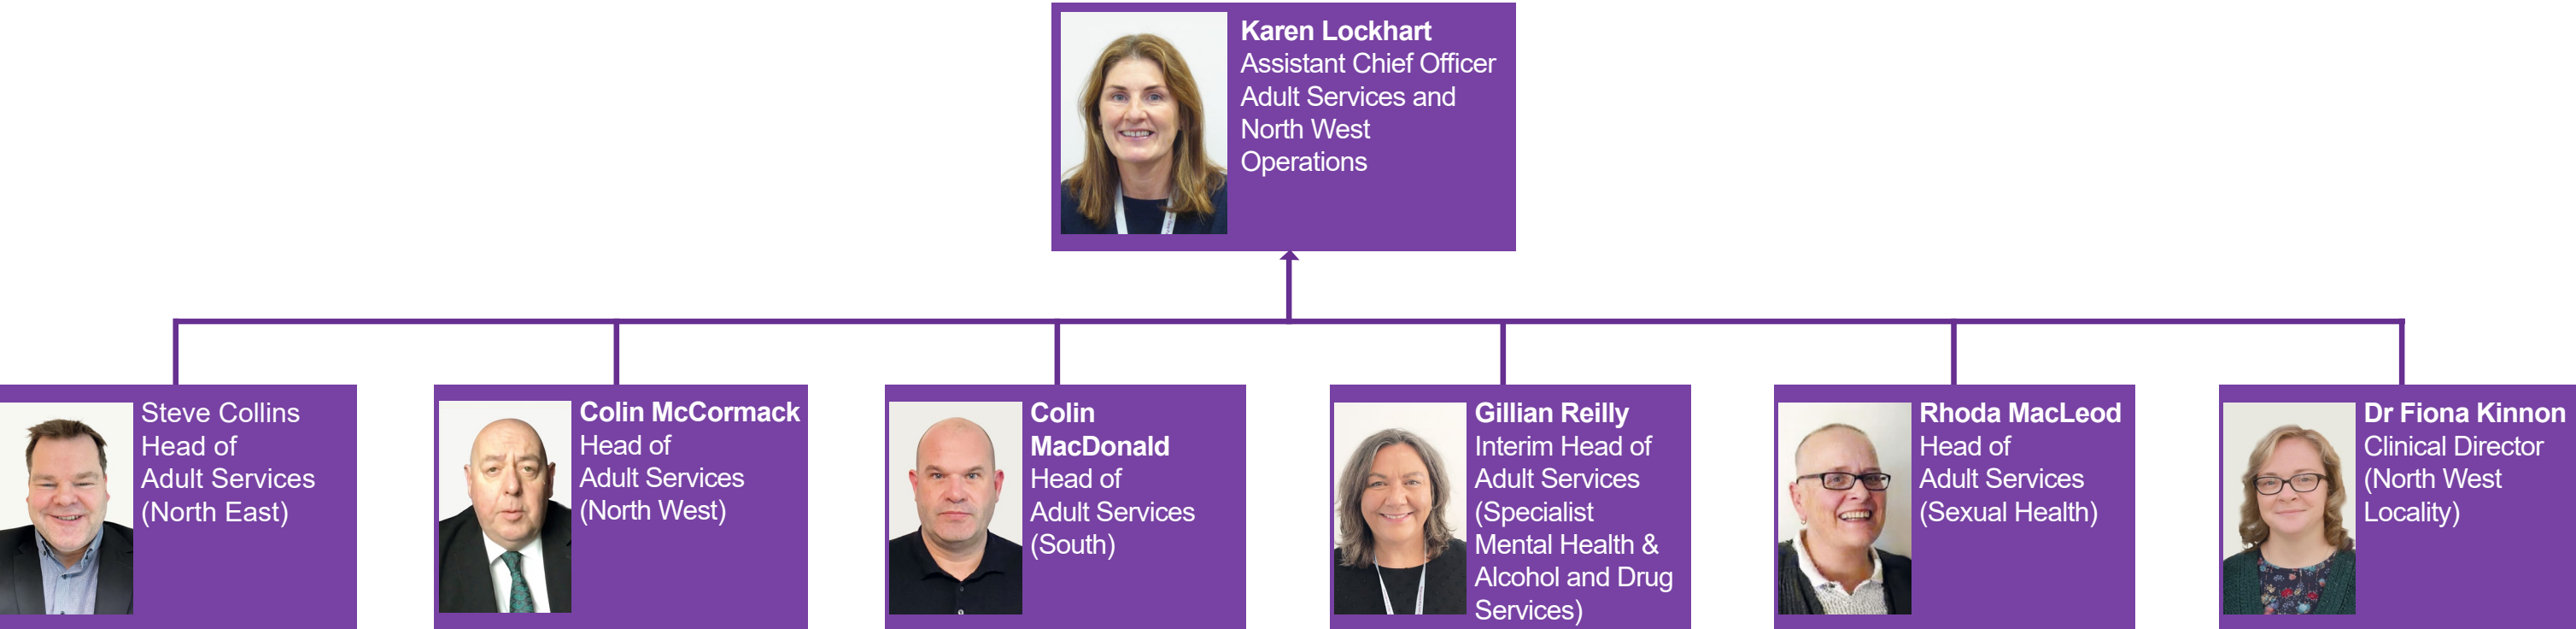 Karen Lockhart
Assistant Chief Officer
Adult Services and
North West
Operations
Steve Collins
Head of
Adult Services
(North East)
Colin McCormack
Head of
Adult Services
(North West)
Colin
MacDonald
Head of
Adult Services
(South)
Gillian Reilly
Interim Head of
Adult Services
(Specialist
Mental Health &
Alcohol and Drug
Services)
Rhoda MacLeod
Head of
Adult Services
(Sexual Health)
Dr Fiona Kinnon
Clinical Director
(North West
Locality)